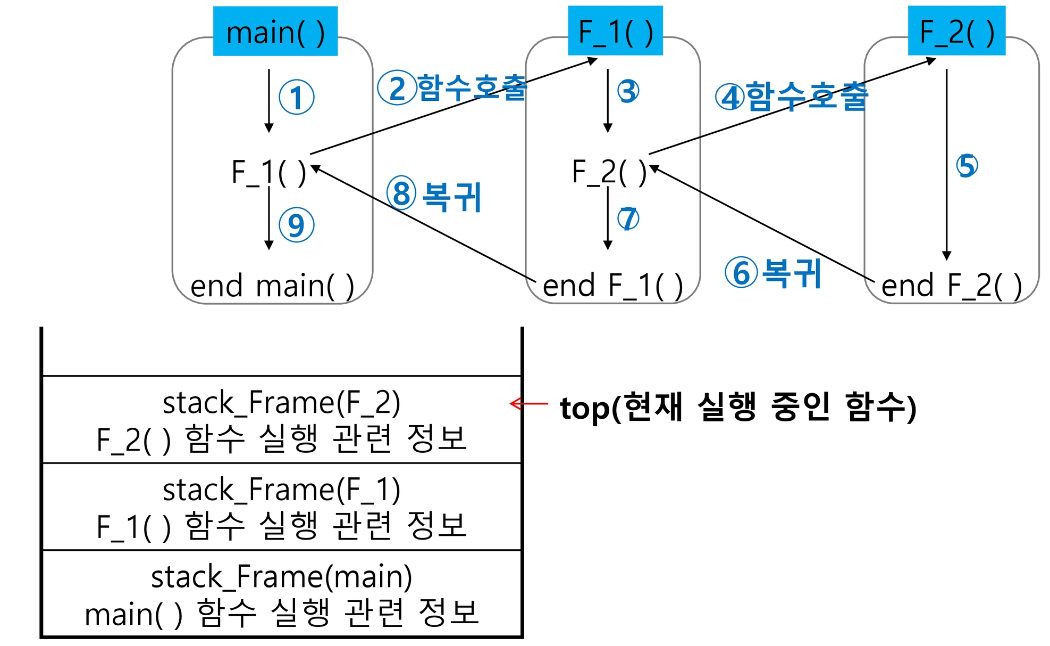 main( )
F_1( )
F_2( )
①
②함수호출
③
④함수호출
F_1( )
F_2( )
⑤
⑧복귀
⑨
⑦
⑥복귀
end main( )
end F_1( )
end F_2( )
stack_Frame(F_2)
F_2( ) 함수 실행 관련 정보
top(현재 실행 중인 함수)
stack_Frame(F_1)
F_1( ) 함수 실행 관련 정보
stack_Frame(main)
main( ) 함수 실행 관련 정보